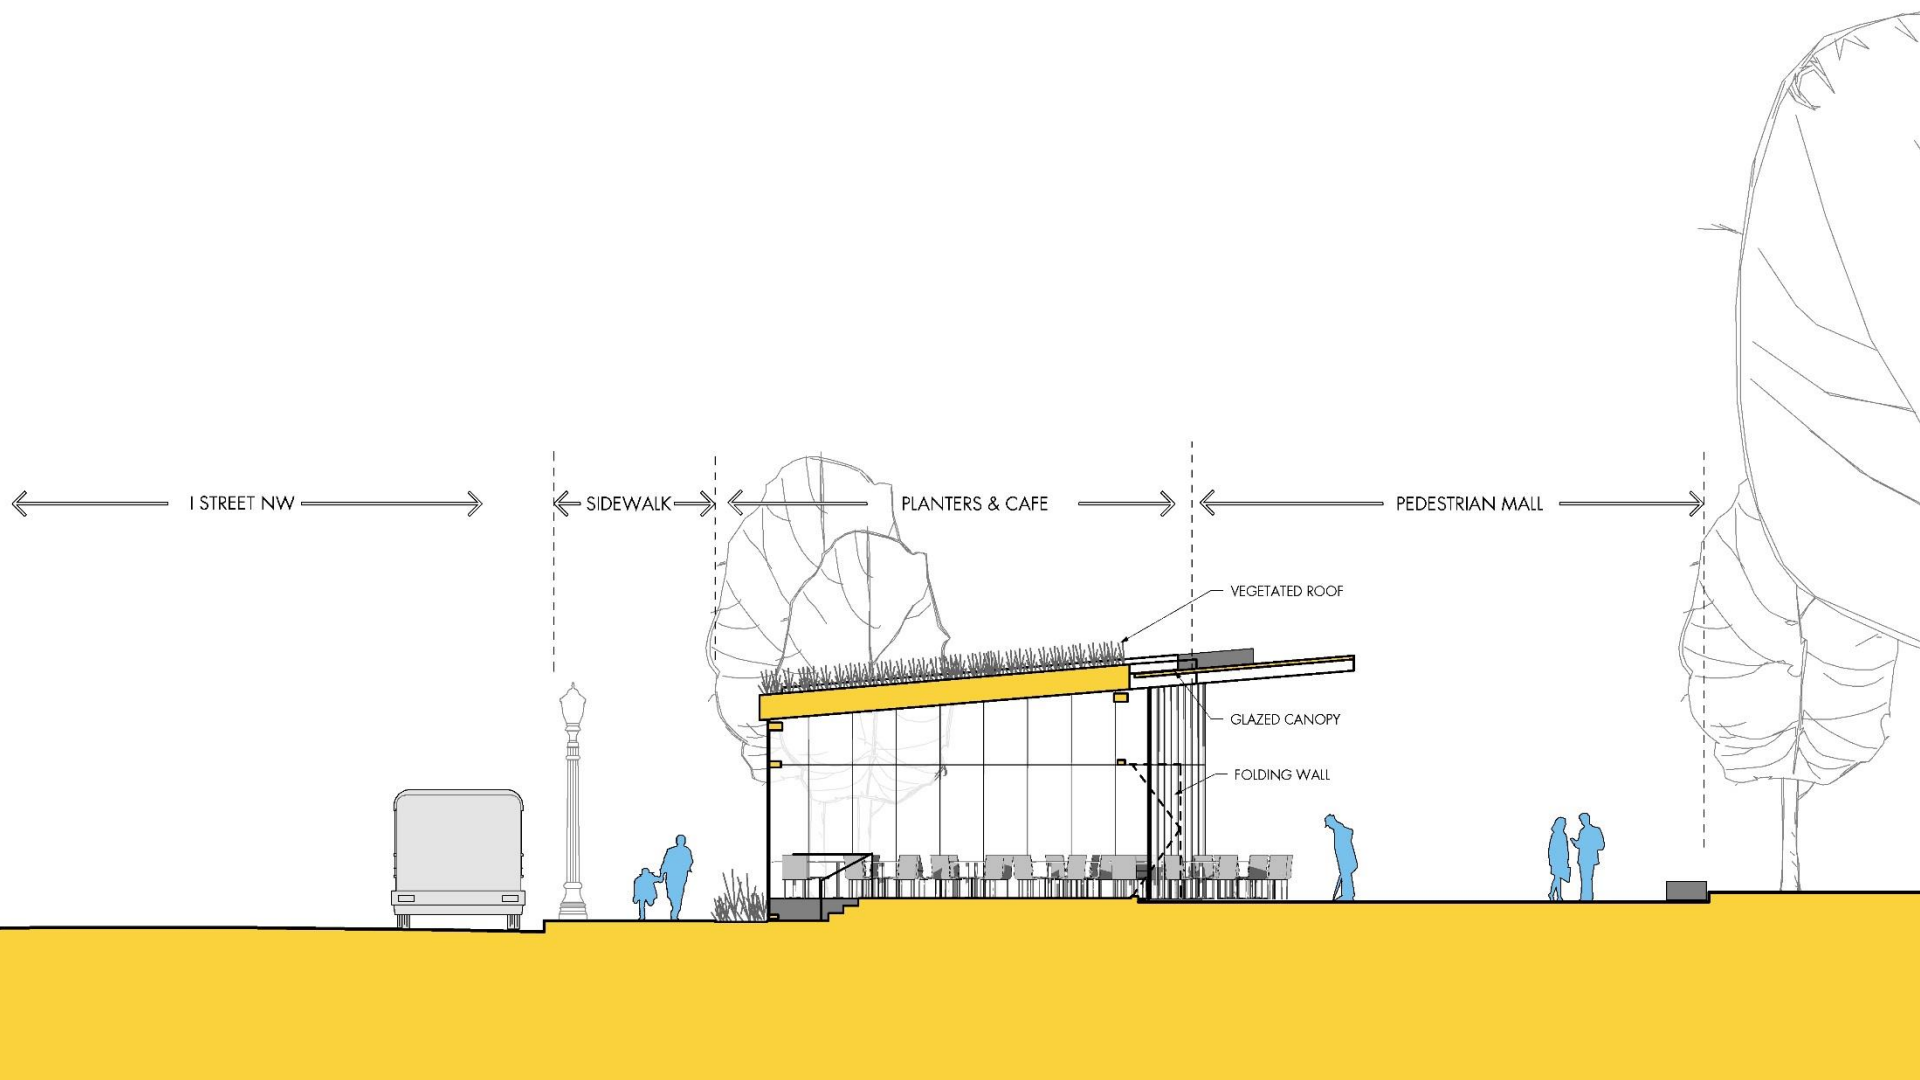 I STREET NW
SIDEWALK
PLANTERS & CAFE
PEDESTRIAN MALL
VEGETATED ROOF
GLAZED CANOPY
FOLDING WALL